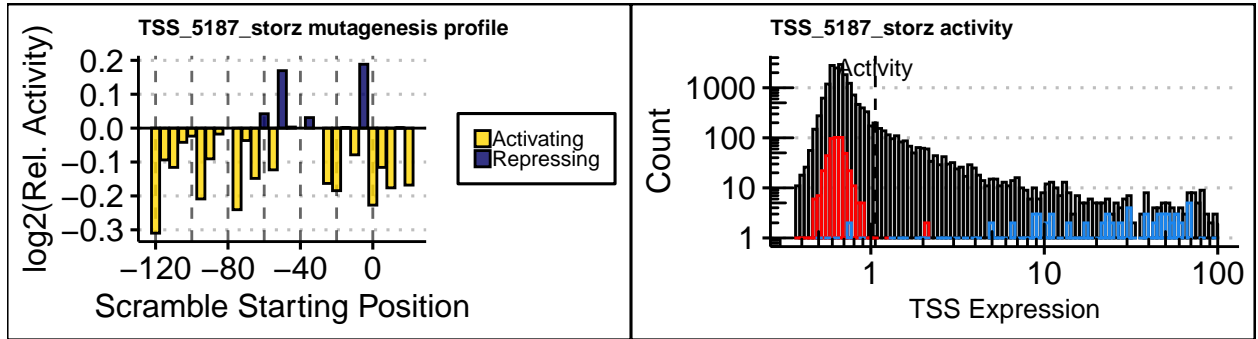 TSS_5187_storz mutagenesis profile
log2(Rel. Activity)
0.2
0.1
0.0
−0.1
−0.2
−0.3
−120
−80
−40
0
Scramble Starting Position
Activating
Repressing
TSS_5187_storz activity
Activity
Count
1000
100
10
1
1
10
100
TSS Expression